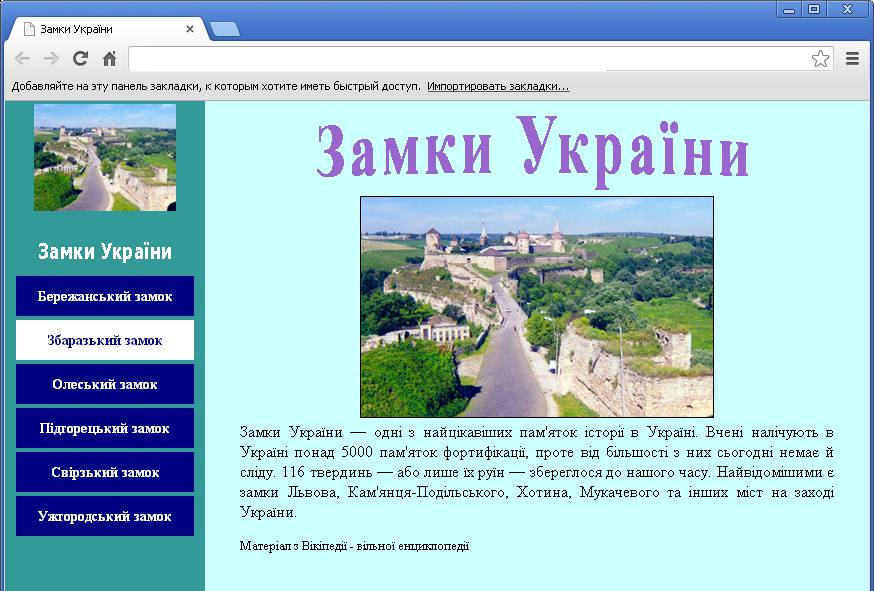 Замки України
Добавляйте на эту панель закладки, к которым хотите иметь быстрый доступ. Импортировать закладки...
Замки України
Бережанський замок
Збаразький замок
Олеський замок
Підгорецький замок
Свірзький замок
Ужгородський замок
Замки України
Замки України — одні з найцікавіших пам'яток історії в Україні. Вчені налічують в
Україні понад 5000 пам'яток фортифікації, проте від більшості з них сьогодні немає й
сліду. 116 твердинь — або лише їх руїн — збереглося до нашого часу. Найвідомішими є
замки Львова, Кам'янця-Подільського, Хотина, Мукачевого та інших міст на заході
України.
Матеріал з Вікіпедії - вільної енциклопедії